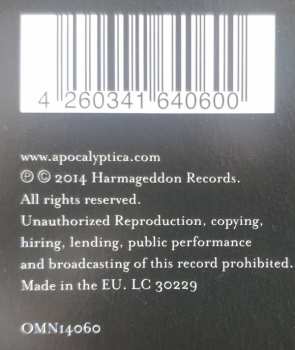 4 260341 640600
www.apocalyptica.com
℗ © 2014 Harmageddon Records.
All rights reserved.
Unauthorized Reproduction, copying,
hiring, lending, public performance
and broadcasting of this record prohibited.
Made in the EU. LC 30229
OMN14060